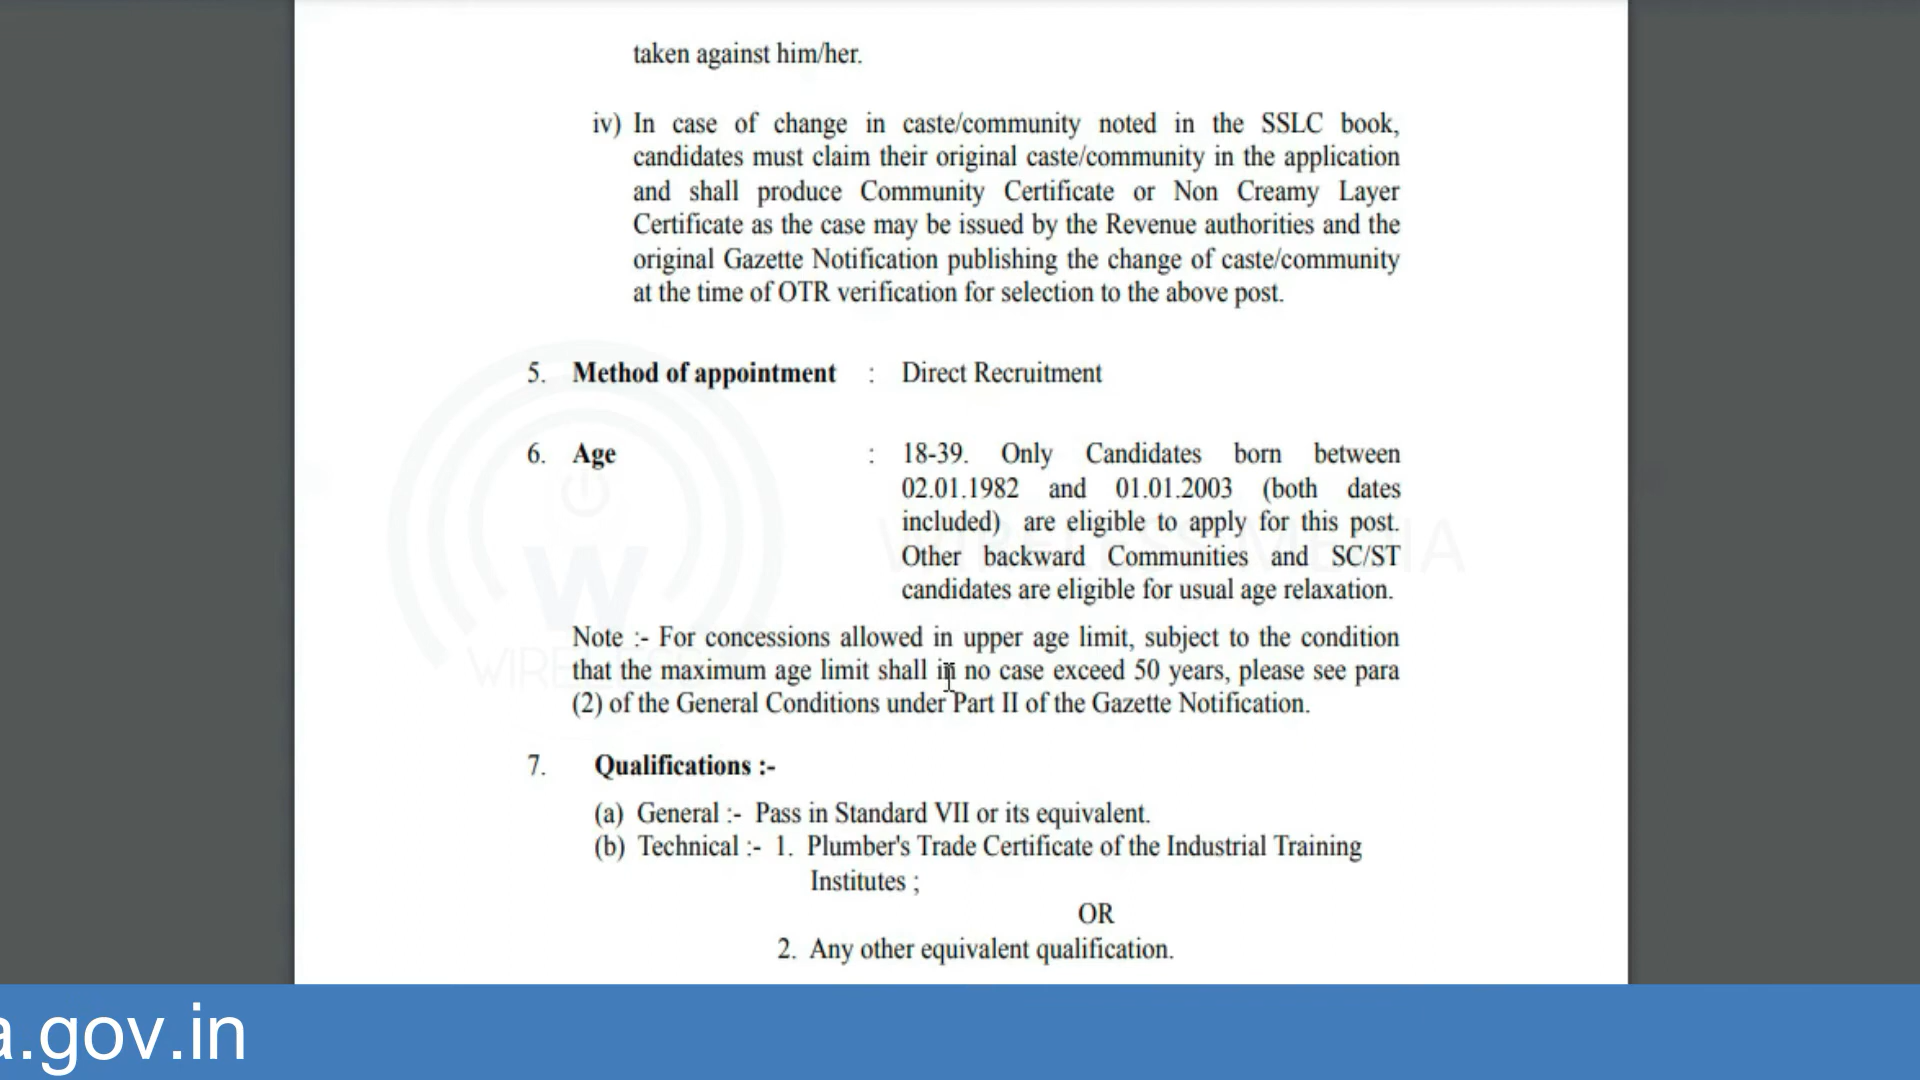 taken against him/her.
iv) In case of change in caste/community noted in the SSLC book,
candidates must claim their original caste/community in the application
and shall produce Community Certificate or Non Creamy Layer
Certificate as the case may be issued by the Revenue authorities and the
original Gazette Notification publishing the change of caste/community
at the time of OTR verification for selection to the above post.
5. Method of appointment : Direct Recruitment
6. Age : 18-39. Only Candidates born between
02.01.1982 and 01.01.2003 (both dates
included) are eligible to apply for this post.
WIRELESS MEDIA
Other backward Communities and SC/ST
candidates are eligible for usual age relaxation.
W
Note :- For concessions allowed in upper age limit, subject to the condition
WIRELESS
that the maximum age limit shall in no case exceed 50 years, please see para
(2) of the General Conditions under Part II of the Gazette Notification.
7. Qualifications :-
(a) General :- Pass in Standard VII or its equivalent.
(b) Technical :- 1. Plumber's Trade Certificate of the Industrial Training
Institutes ;
OR
2. Any other equivalent qualification.
a.gov.in